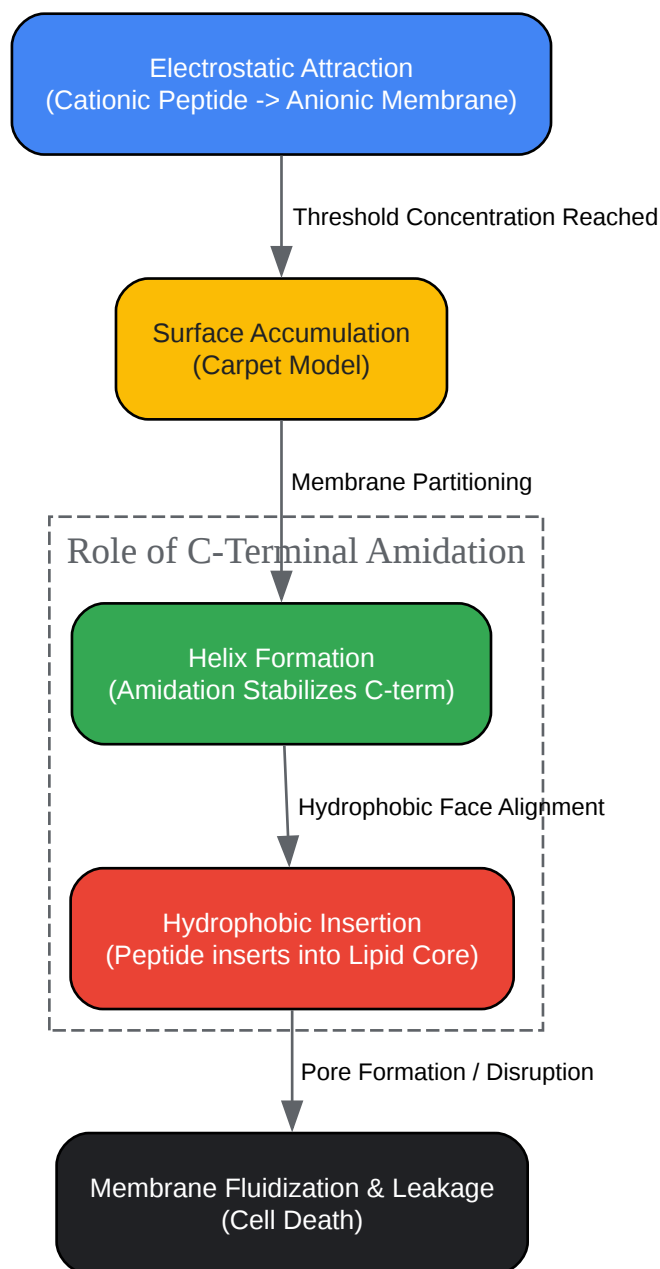 Electrostatic Attraction
(Cationic Peptide -> Anionic Membrane)
Threshold Concentration Reached
Surface Accumulation
(Carpet Model)
Membrane Partitioning
Role of C-Terminal Amidation
Helix Formation
(Amidation Stabilizes C-term)
Hydrophobic Face Alignment
Hydrophobic Insertion
(Peptide inserts into Lipid Core)
Pore Formation / Disruption
Membrane Fluidization & Leakage
(Cell Death)